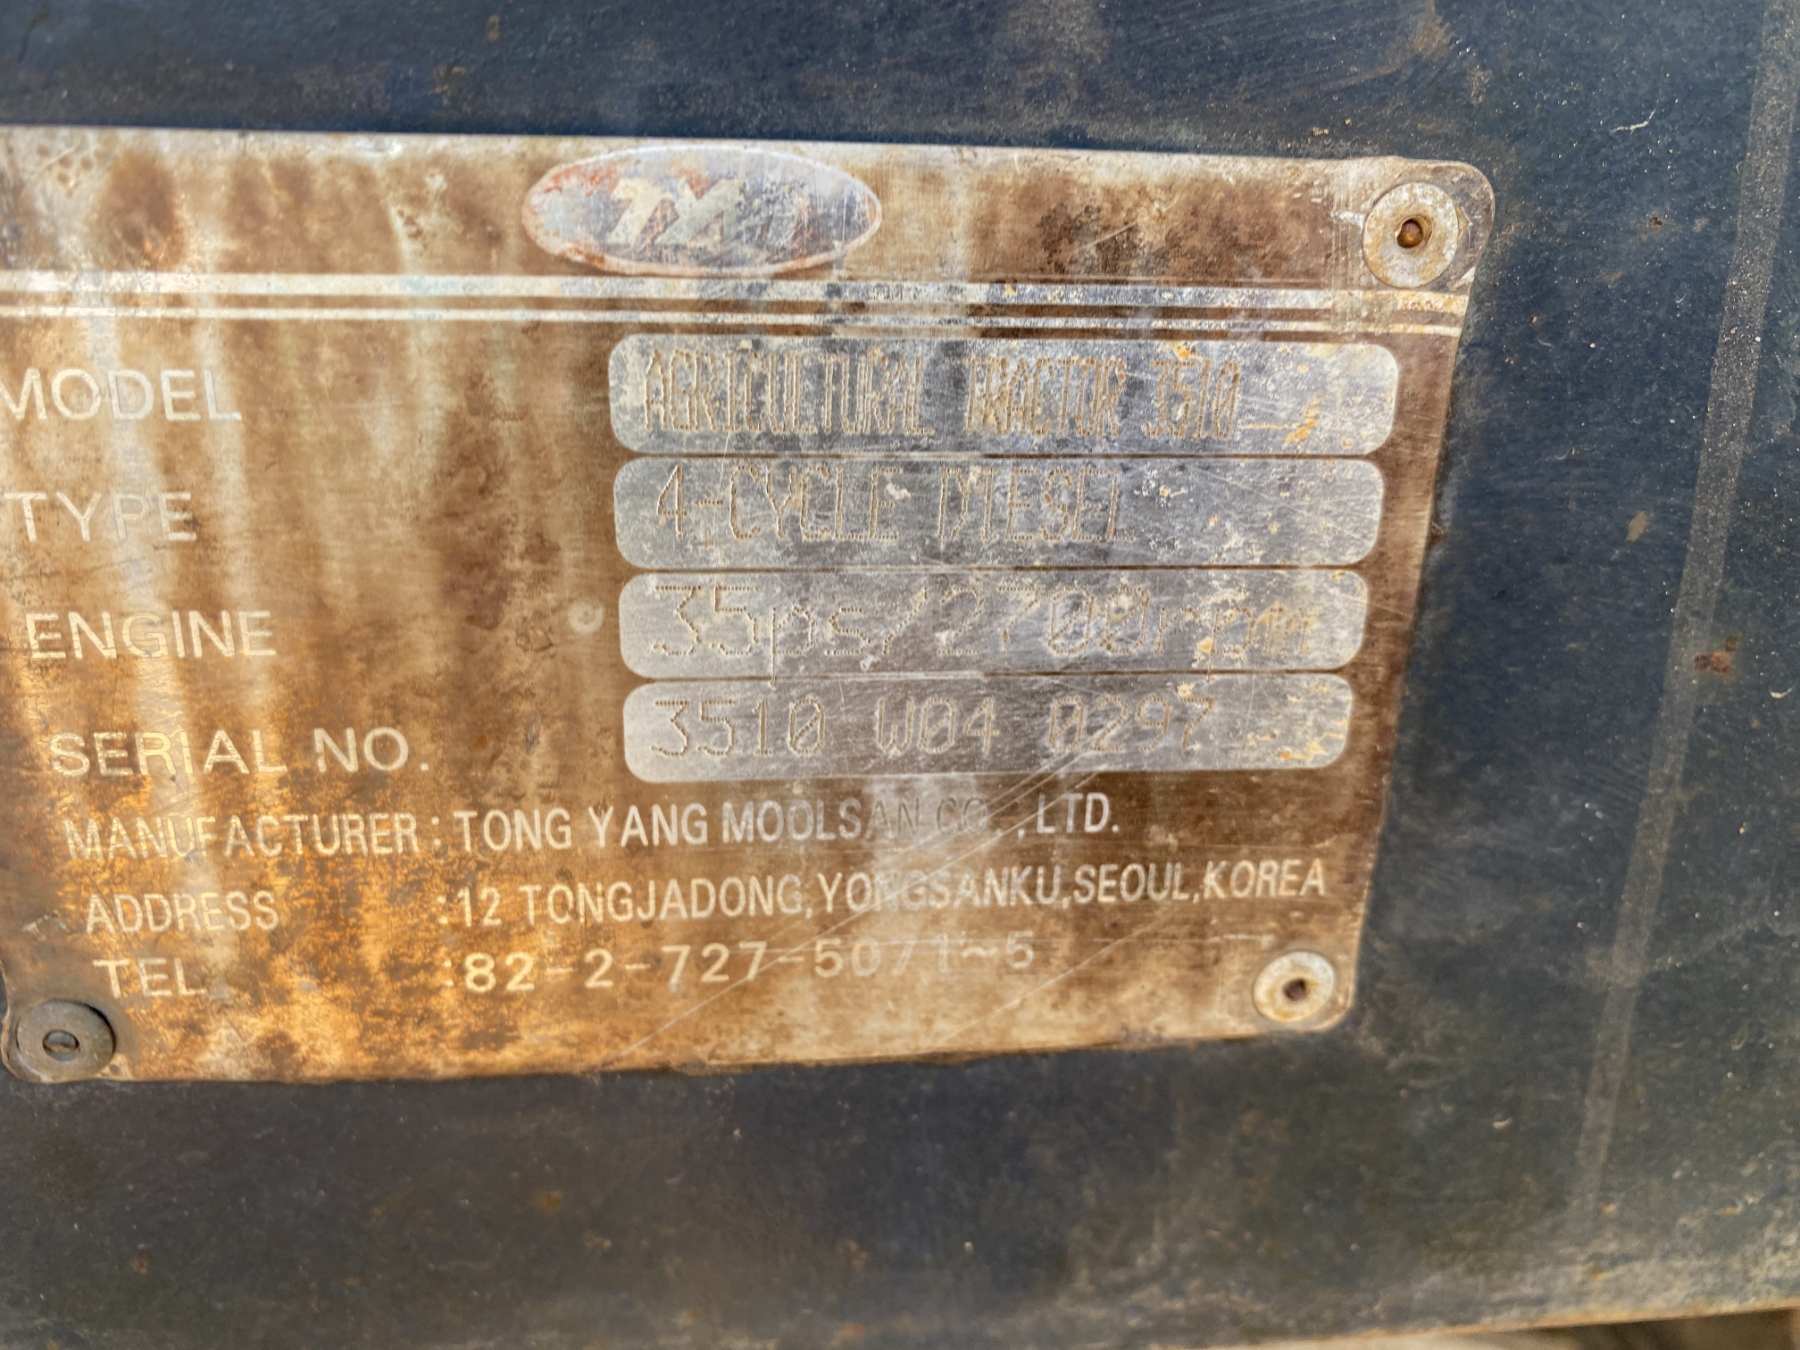 TYM
MODEL AGRICULTURAL TRACTOR 3510
TYPE 4-CYCLE DIESEL
ENGINE 35ps/2700rpm
SERIAL NO. 3510 W04 0297
MANUFACTURER : TONG YANG MOOLSAN CO., LTD.
ADDRESS :12 TONGJADONG, YONGSANKU, SEOUL, KOREA
TEL :82-2-727-5071~5